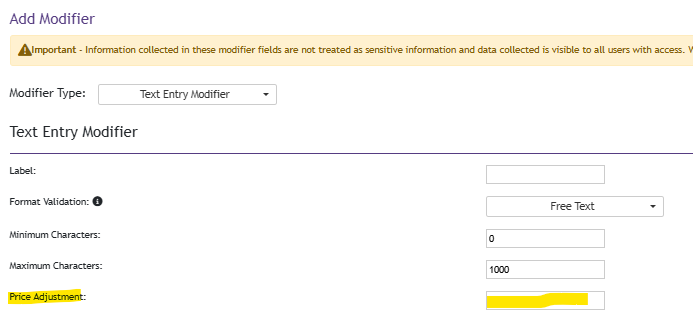 Add Modifier
Important - Information collected in these modifier fields are not treated as sensitive information and data collected is visible to all users with access.
Modifier Type: Text Entry Modifier
Text Entry Modifier
Label:
Format Validation: Free Text
Minimum Characters: 0
Maximum Characters: 1000
Price Adjustment: